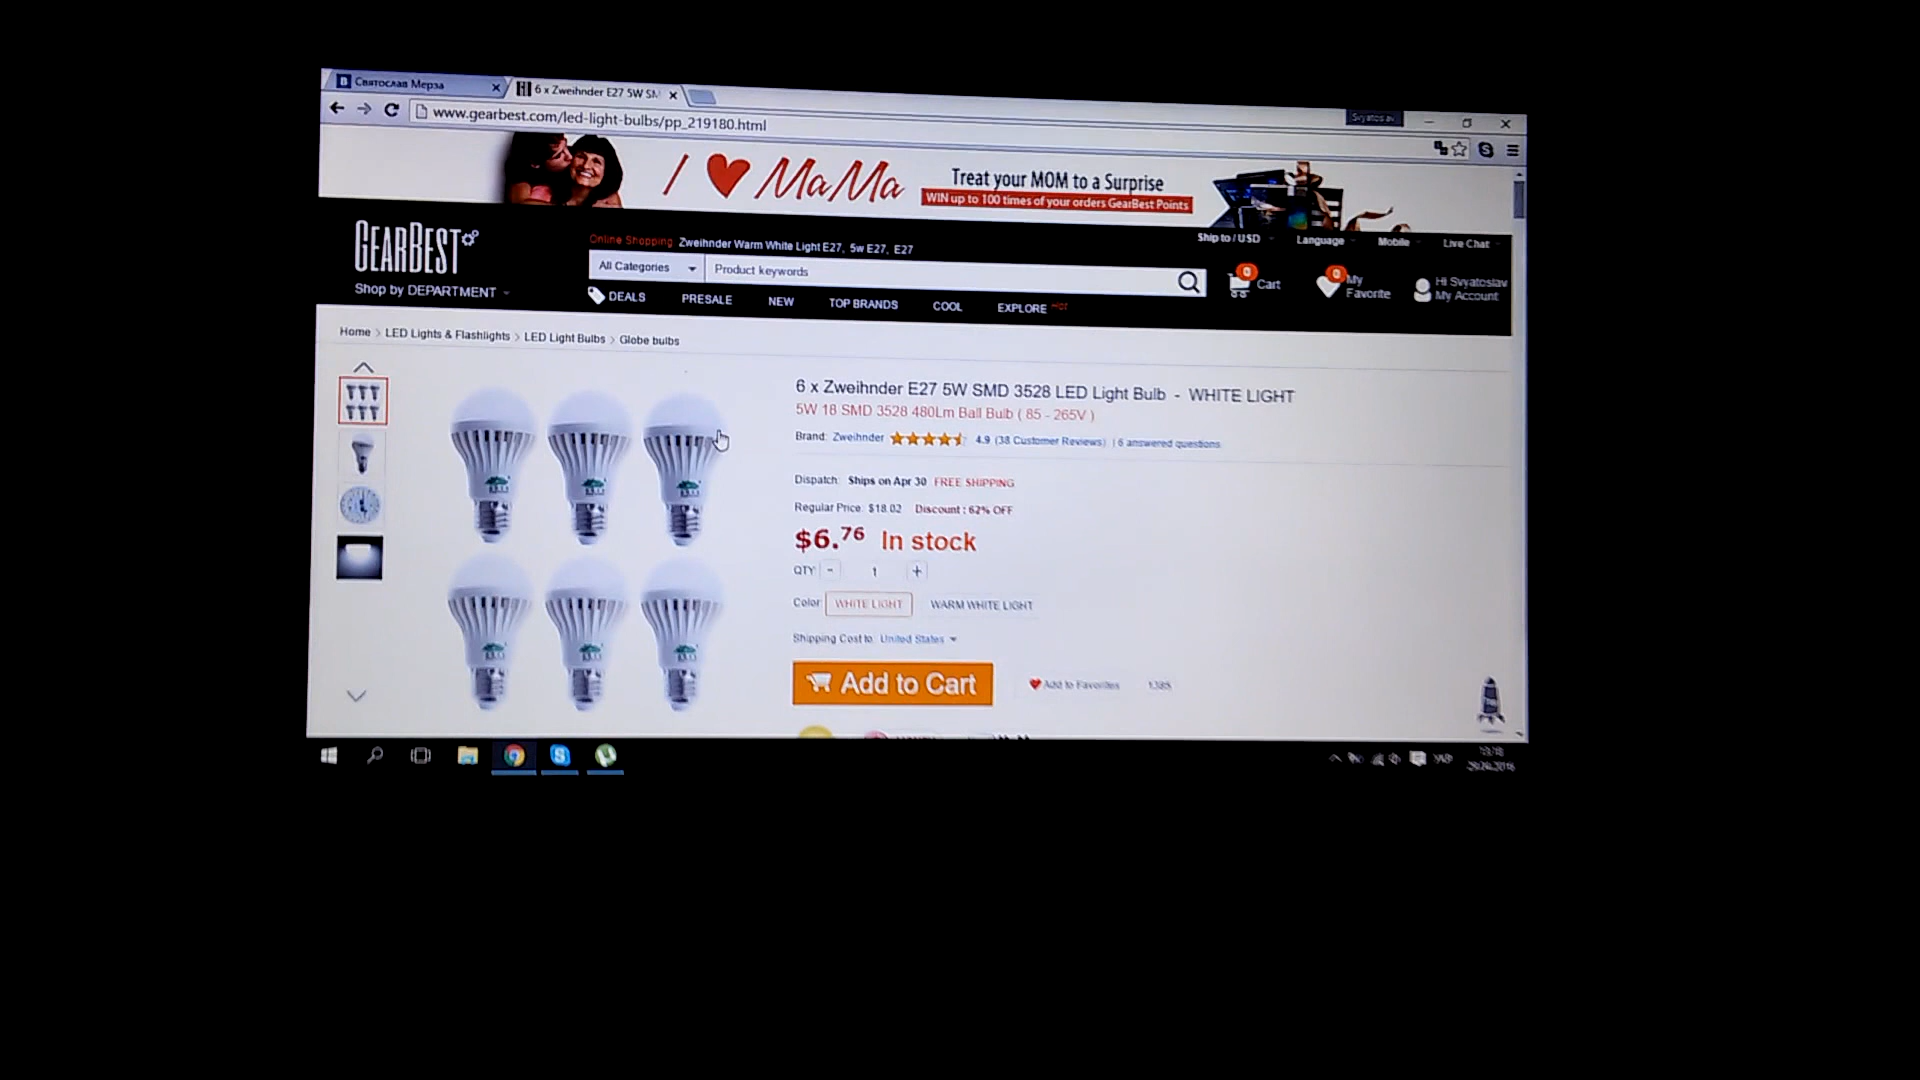 Святослав Мерза
6 x Zweihnder E27 5W SM
www.gearbest.com/led-light-bulbs/pp_219180.html
I ♥ MaMa
Treat your MOM to a Surprise
WIN up to 100 times of your orders GearBest Points
GEARBEST
Shop by DEPARTMENT
Online Shopping Zweihnder Warm White Light E27, 5w E27, E27
Ship to / USD Language Mobile Live Chat
All Categories Product keywords
0 Cart
0 My Favorite
Hi Svyatoslav
My Account
DEALS PRESALE NEW TOP BRANDS COOL EXPLORE Hot
Home > LED Lights & Flashlights > LED Light Bulbs > Globe bulbs
6 x Zweihnder E27 5W SMD 3528 LED Light Bulb - WHITE LIGHT
5W 18 SMD 3528 480Lm Ball Bulb ( 85 - 265V )
Brand: Zweihnder 4.9 (38 Customer Reviews) | 6 answered questions
Dispatch: Ships on Apr 30 FREE SHIPPING
Regular Price: $18.02 Discount : 62% OFF
$6.76 In stock
QTY: - 1 +
Color: WHITE LIGHT WARM WHITE LIGHT
Shipping Cost to: United States
Add to Cart
Add to Favorites